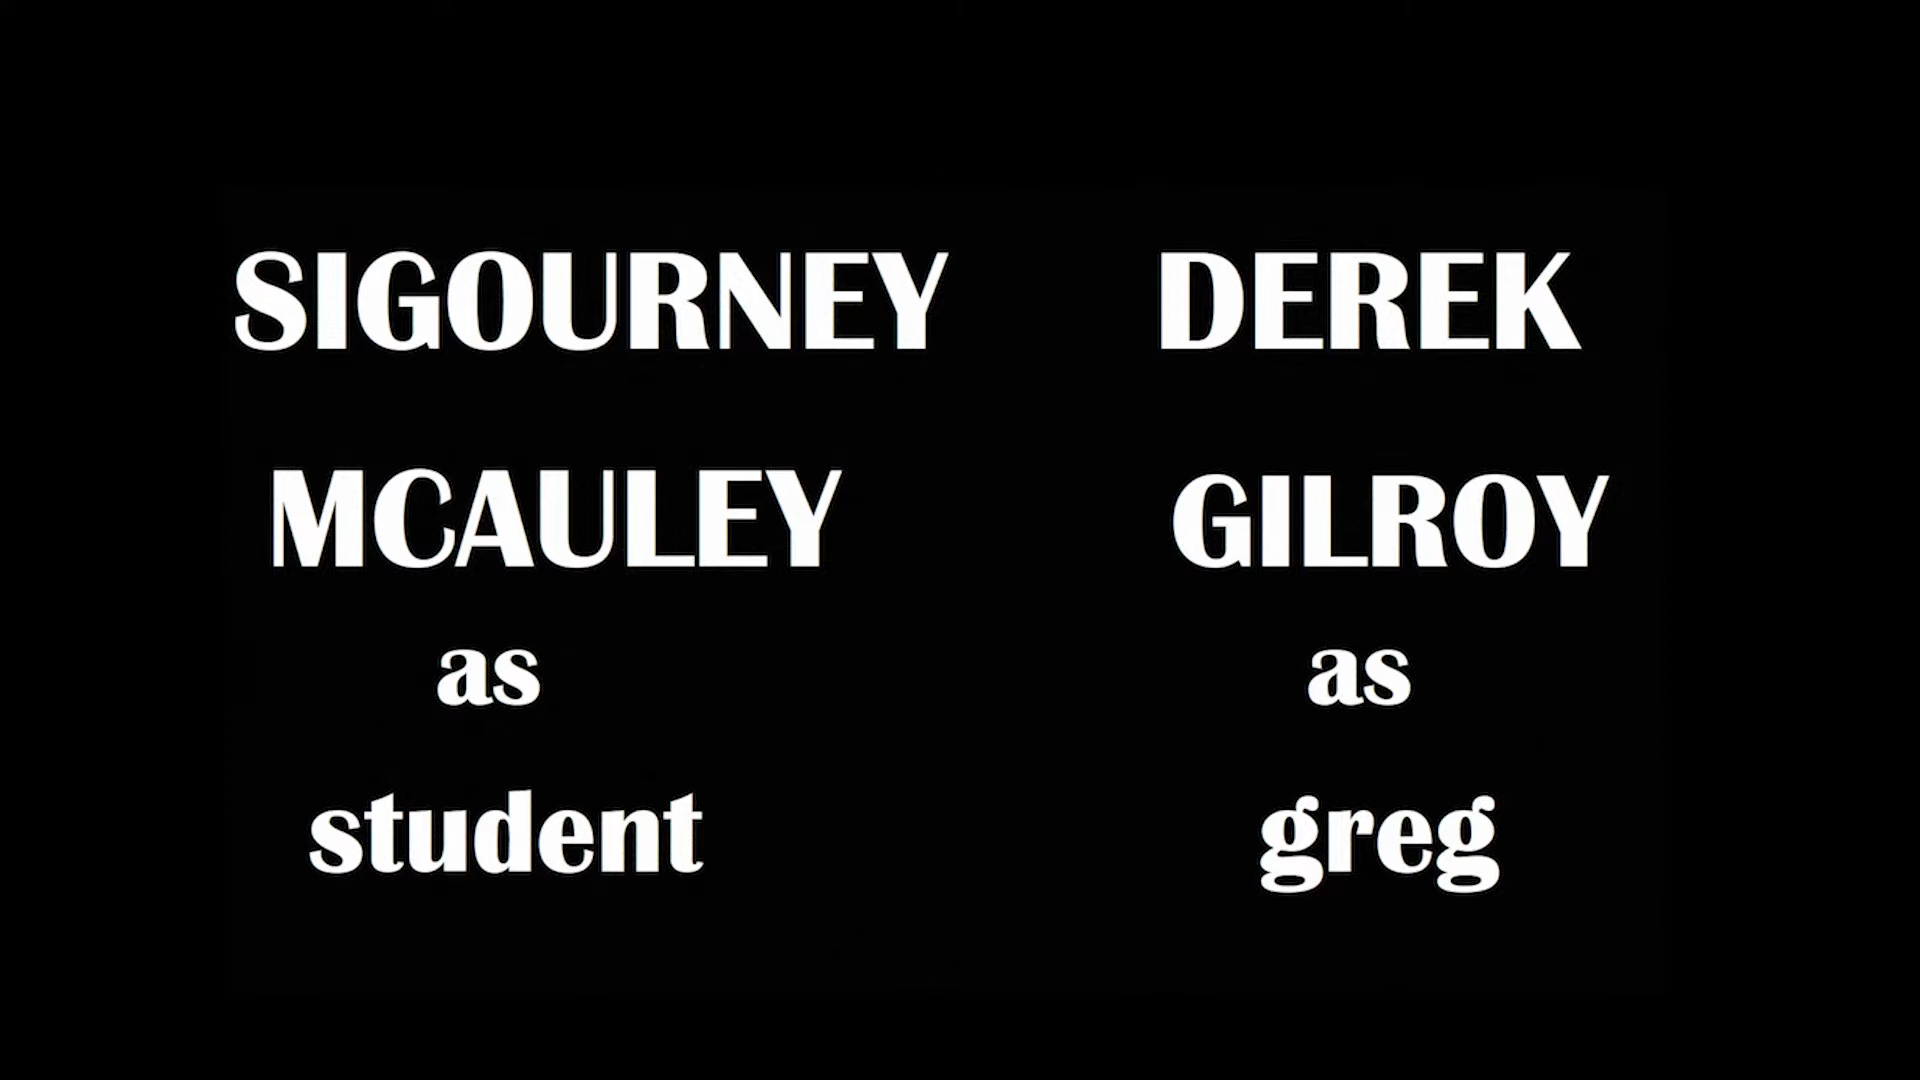 SIGOURNEY
MCAULEY
as
student
DEREK
GILROY
as
greg